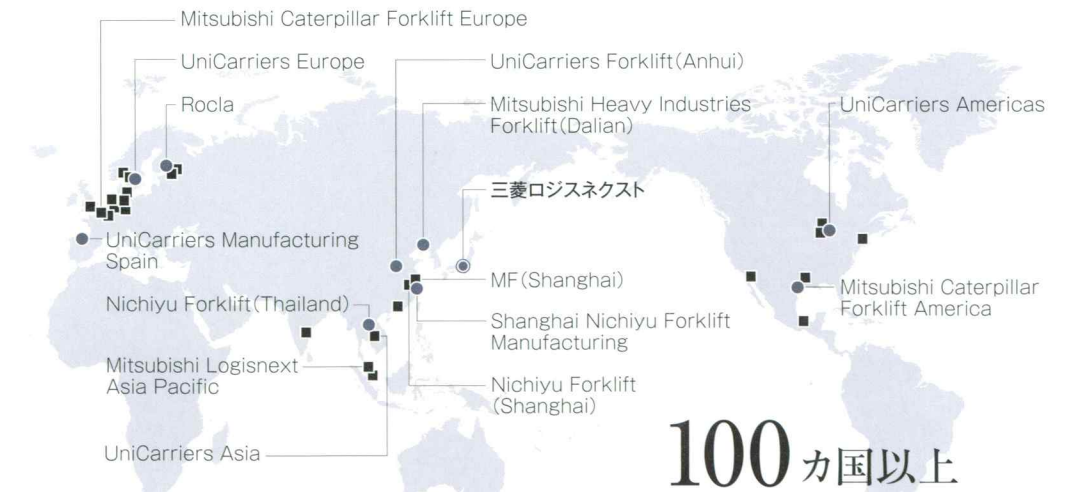 Mitsubishi Caterpillar Forklift Europe
UniCarriers Europe
Rocla
UniCarriers Manufacturing
Spain
Nichiyu Forklift(Thailand)
Mitsubishi Logisnext
Asia Pacific
UniCarriers Asia
UniCarriers Forklift(Anhui)
Mitsubishi Heavy Industries
Forklift(Dalian)
三菱ロジスネクスト
MF(Shanghai)
Shanghai Nichiyu Forklift
Manufacturing
Nichiyu Forklift
(Shanghai)
UniCarriers Americas
Mitsubishi Caterpillar
Forklift America
100カ国以上